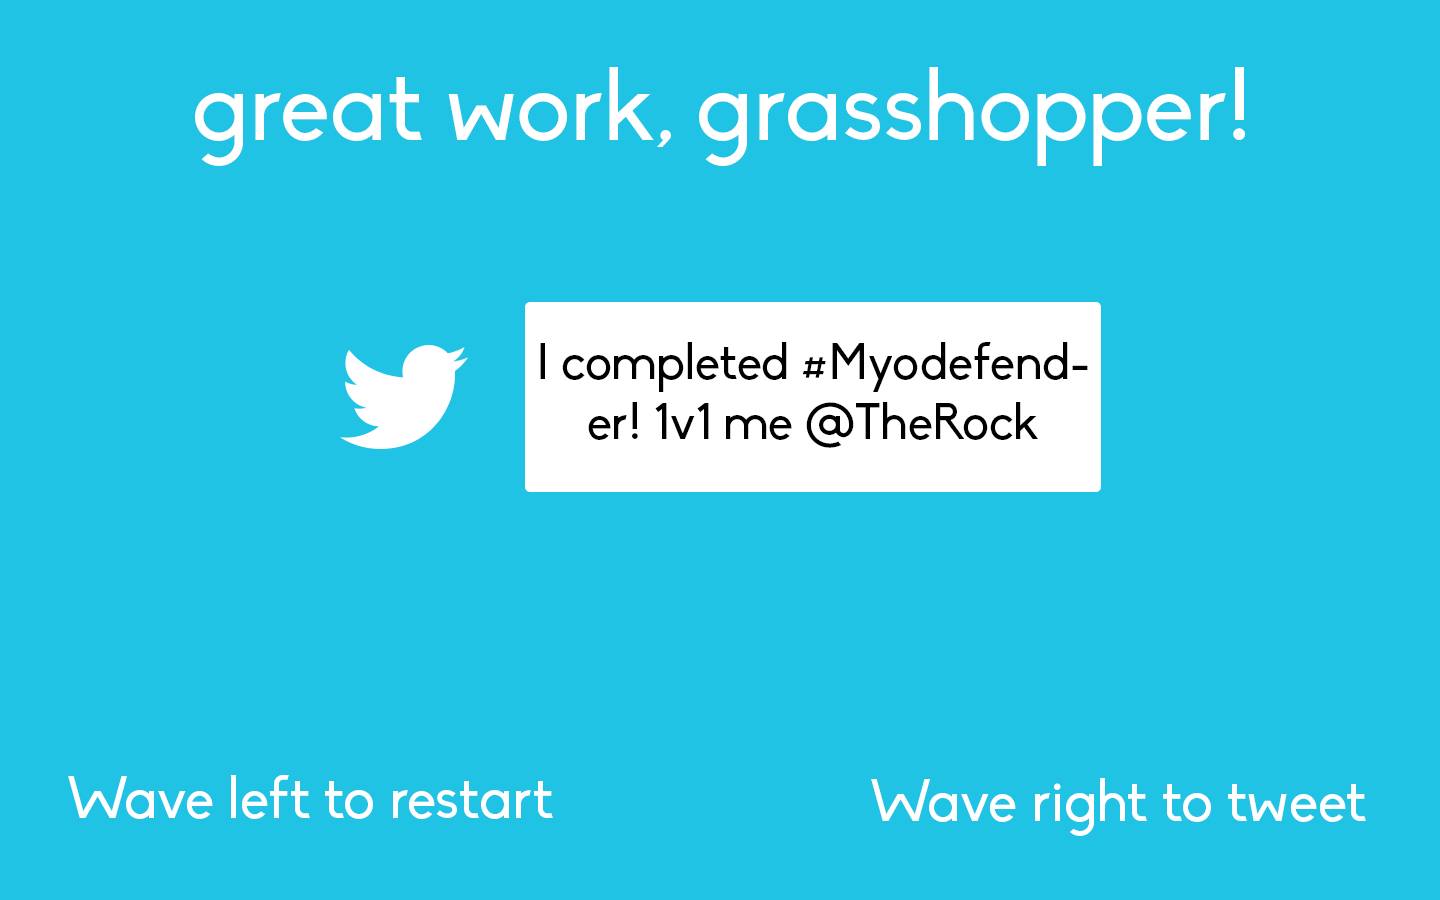 great work, grasshopper!
I completed #Myodefend-
er! 1v1 me @TheRock
Wave left to restart
Wave right to tweet